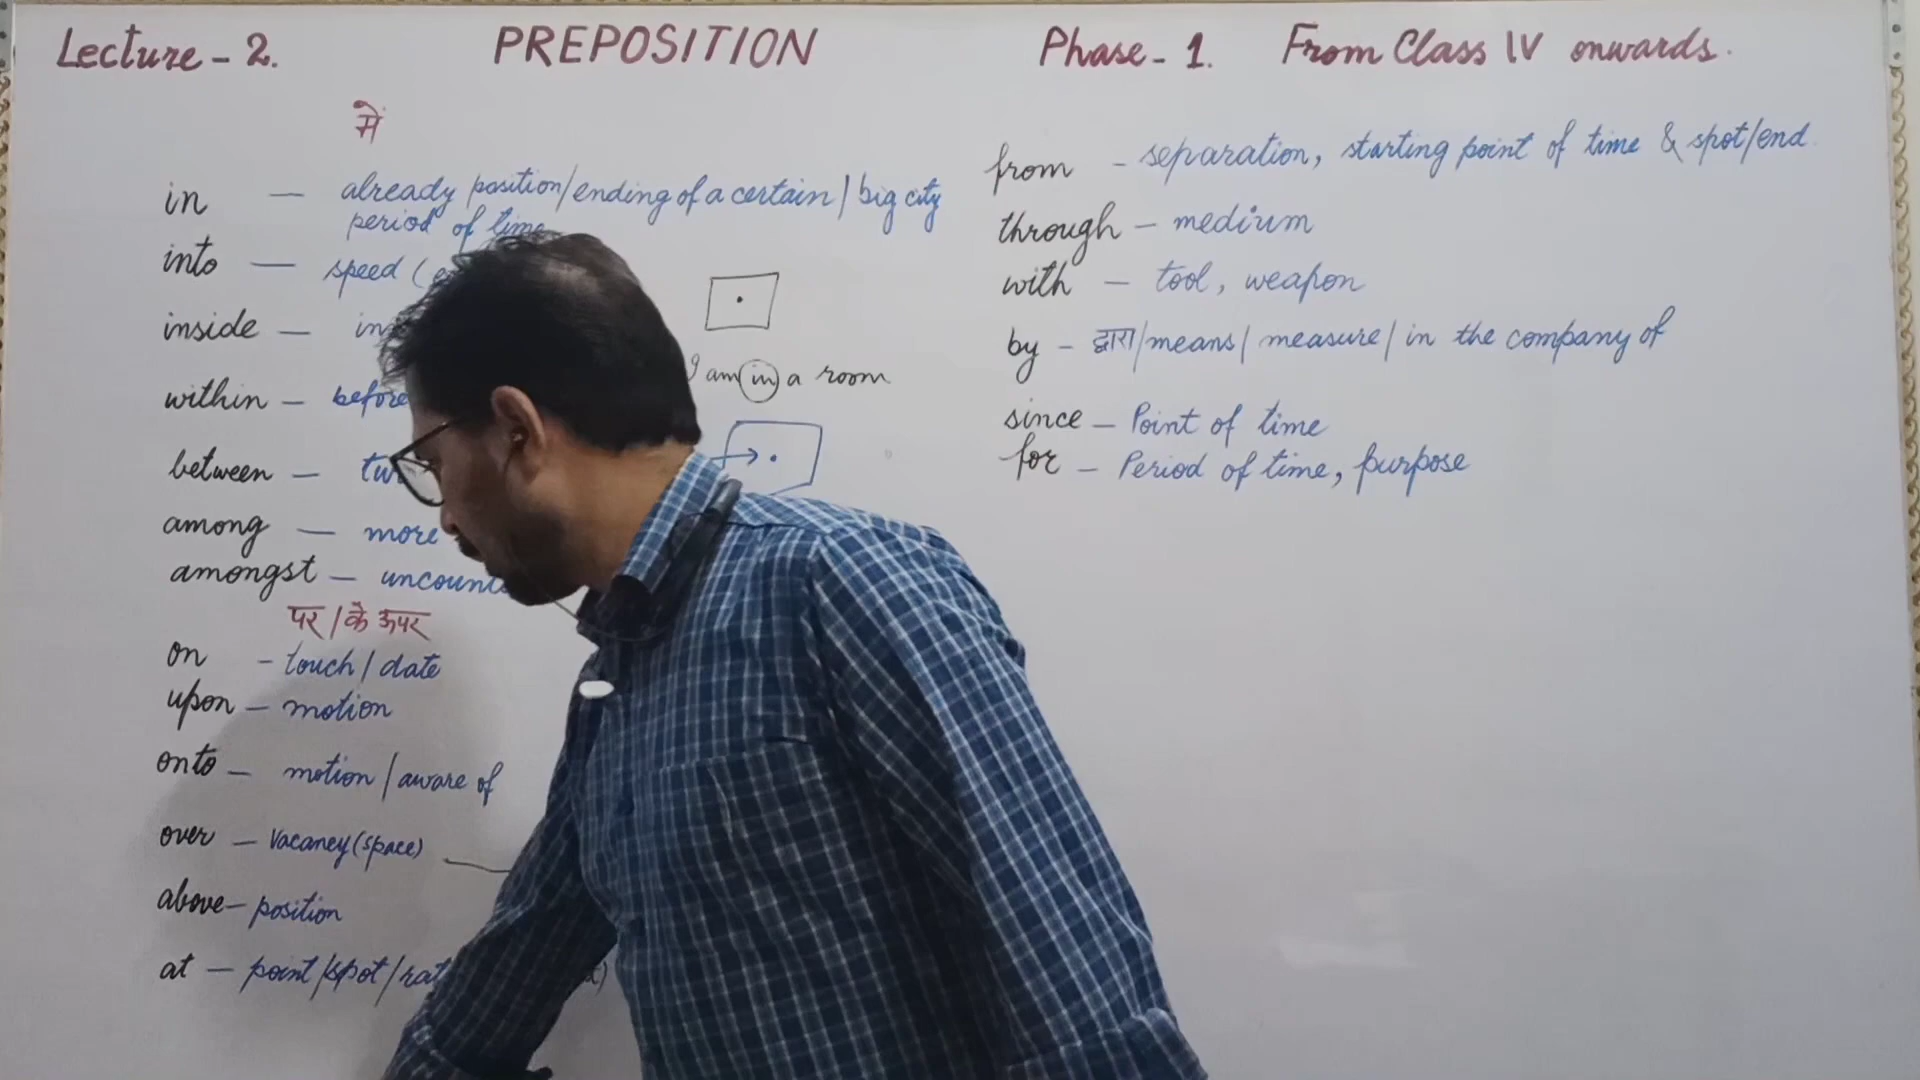 Lecture - 2. PREPOSITION Phase - 1. From Class IV onwards.
में
in — already position/ending of a certain / big city
period of time
into — speed (
inside —
within — before
between —
among — more
amongst —
पर / के ऊपर
on - touch / date
upon — motion
onto — motion / aware of
over — vacancy (space)
above — position
at — point/spot/
I am in a room
from - separation, starting point of time & spot/end.
through — medium
with — tool, weapon
by - द्वारा/means/ measure/ in the company of
since — Point of time
for — Period of time, purpose